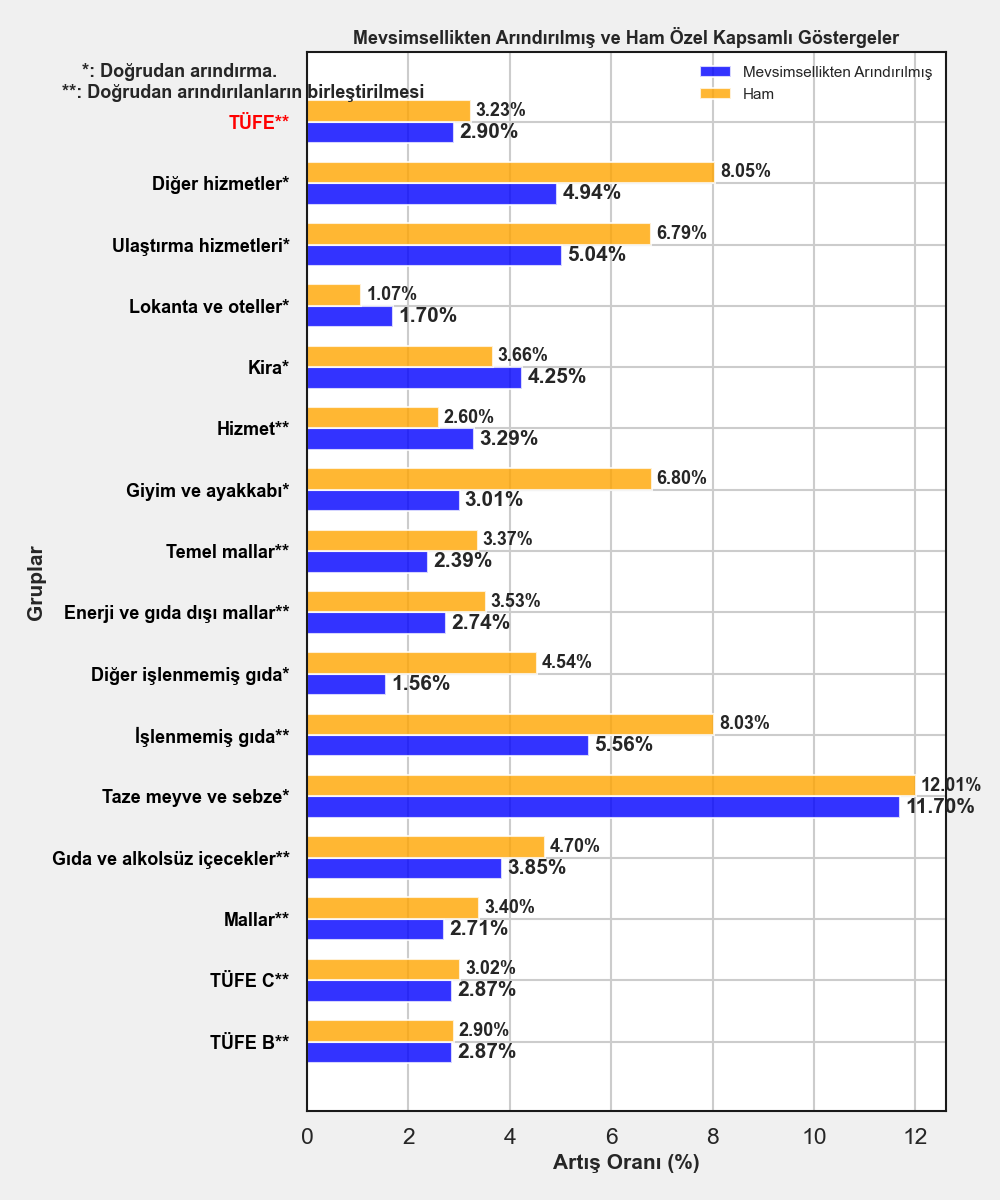 Mevsimsellikten Arındırılmış ve Ham Özel Kapsamlı Göstergeler
*: Doğrudan arındırma.
**: Doğrudan arındırılanların birleştirilmesi
Mevsimsellikten Arındırılmış
Ham
TÜFE**
3.23%
2.90%
Diğer hizmetler*
8.05%
4.94%
Ulaştırma hizmetleri*
6.79%
5.04%
Lokanta ve oteller*
1.07%
1.70%
Kira*
3.66%
4.25%
Hizmet**
2.60%
3.29%
Giyim ve ayakkabı*
6.80%
3.01%
Temel mallar**
3.37%
2.39%
Enerji ve gıda dışı mallar**
3.53%
2.74%
Diğer işlenmemiş gıda*
4.54%
1.56%
İşlenmemiş gıda**
8.03%
5.56%
Taze meyve ve sebze*
12.01%
11.70%
Gıda ve alkolsüz içecekler**
4.70%
3.85%
Mallar**
3.40%
2.71%
TÜFE C**
3.02%
2.87%
TÜFE B**
2.90%
2.87%
Gruplar
0 2 4 6 8 10 12
Artış Oranı (%)